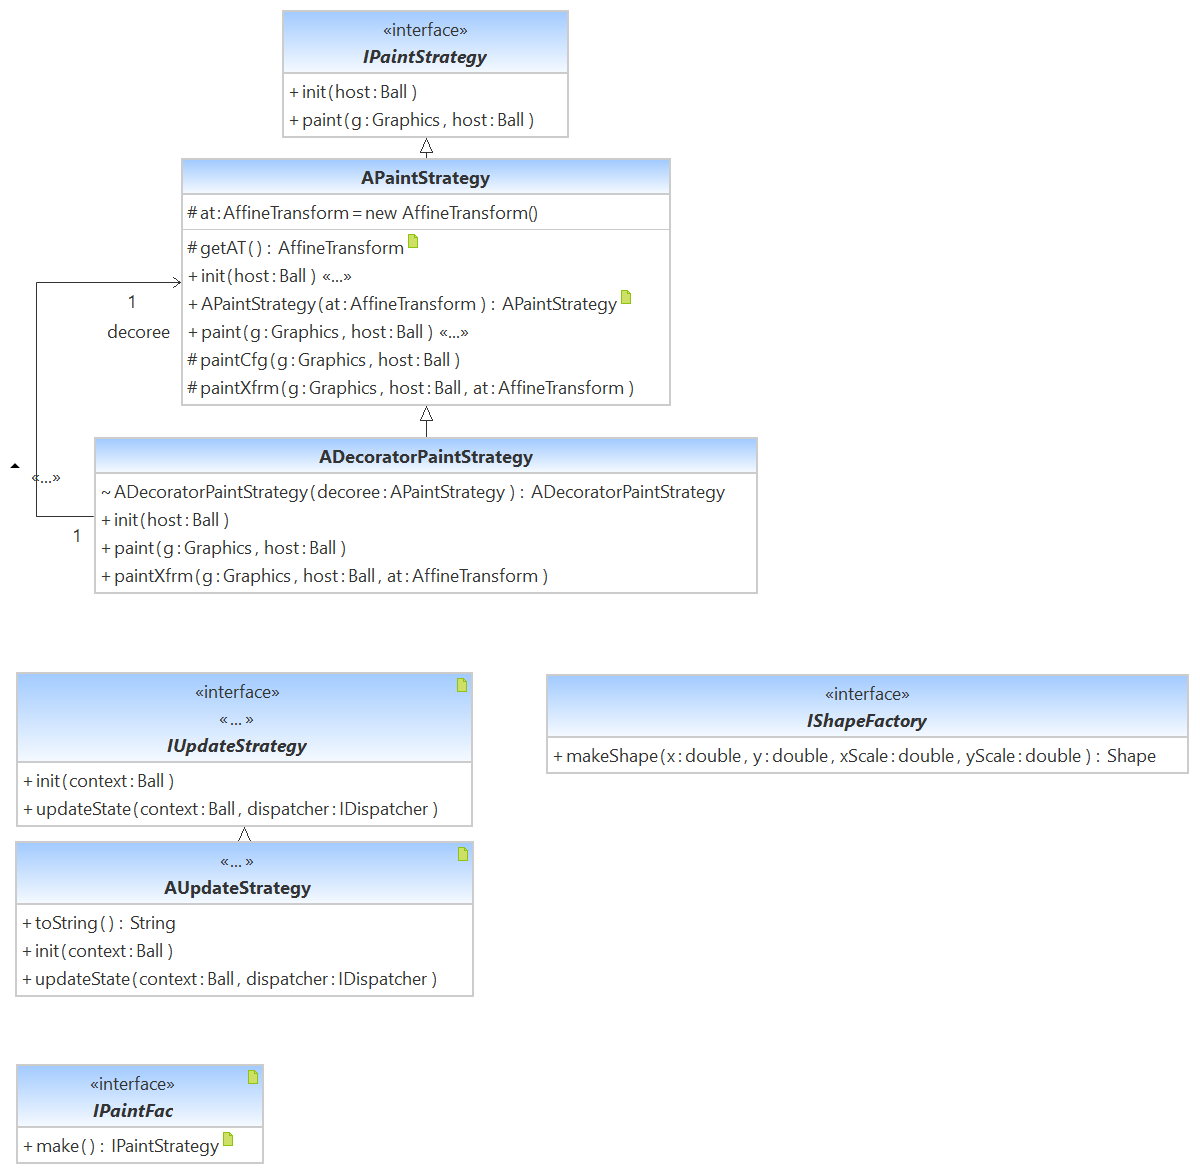 «interface»
IPaintStrategy
+ init(host:Ball)
+ paint(g:Graphics, host:Ball)
APaintStrategy
# at:AffineTransform = new AffineTransform()
# getAT(): AffineTransform
+ init(host:Ball) «...»
+ APaintStrategy(at:AffineTransform): APaintStrategy
+ paint(g:Graphics, host:Ball) «...»
# paintCfg(g:Graphics, host:Ball)
# paintXfrm(g:Graphics, host:Ball, at:AffineTransform)
1
decoree
«...»
1
ADecoratorPaintStrategy
~ ADecoratorPaintStrategy(decoree:APaintStrategy): ADecoratorPaintStrategy
+ init(host:Ball)
+ paint(g:Graphics, host:Ball)
+ paintXfrm(g:Graphics, host:Ball, at:AffineTransform)
«interface»
«...»
IUpdateStrategy
+ init(context:Ball)
+ updateState(context:Ball, dispatcher:IDispatcher)
«interface»
IShapeFactory
+ makeShape(x:double, y:double, xScale:double, yScale:double): Shape
«...»
AUpdateStrategy
+ toString(): String
+ init(context:Ball)
+ updateState(context:Ball, dispatcher:IDispatcher)
«interface»
IPaintFac
+ make(): IPaintStrategy